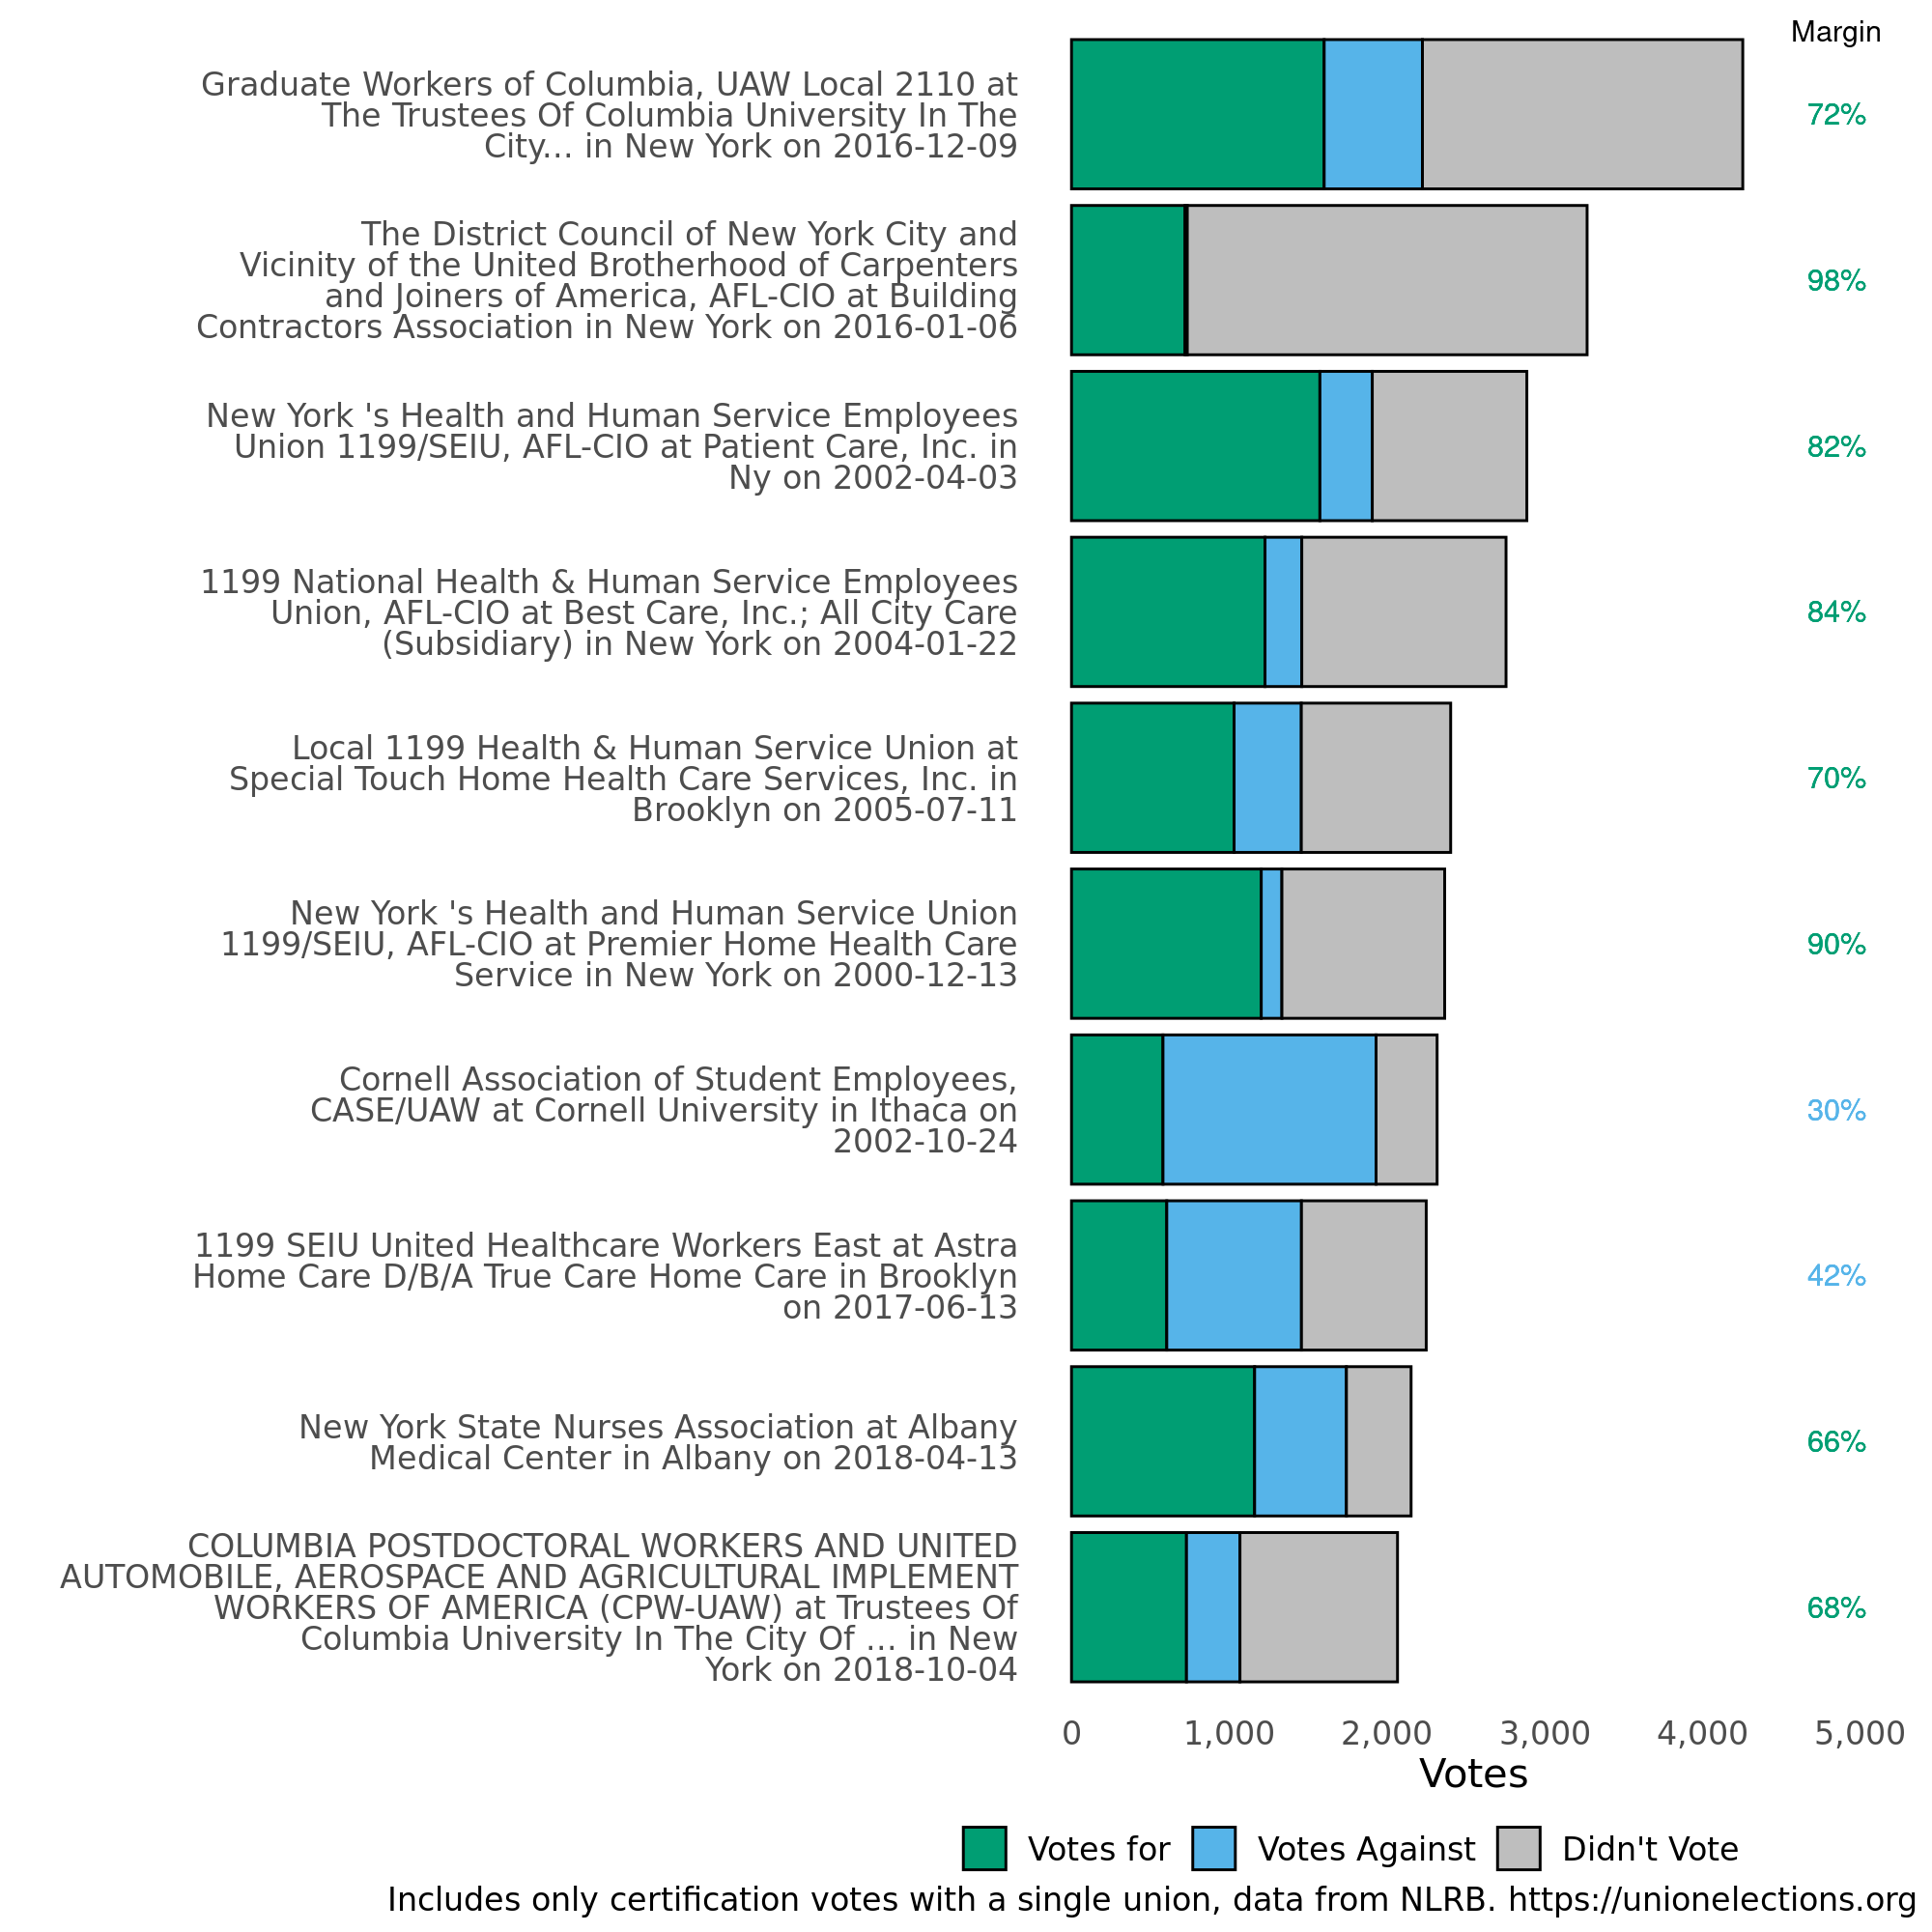 Margin
Graduate Workers of Columbia, UAW Local 2110 at
The Trustees Of Columbia University In The
City... in New York on 2016-12-09
72%
The District Council of New York City and
Vicinity of the United Brotherhood of Carpenters
and Joiners of America, AFL-CIO at Building
Contractors Association in New York on 2016-01-06
98%
New York 's Health and Human Service Employees
Union 1199/SEIU, AFL-CIO at Patient Care, Inc. in
Ny on 2002-04-03
82%
1199 National Health & Human Service Employees
Union, AFL-CIO at Best Care, Inc.; All City Care
(Subsidiary) in New York on 2004-01-22
84%
Local 1199 Health & Human Service Union at
Special Touch Home Health Care Services, Inc. in
Brooklyn on 2005-07-11
70%
New York 's Health and Human Service Union
1199/SEIU, AFL-CIO at Premier Home Health Care
Service in New York on 2000-12-13
90%
Cornell Association of Student Employees,
CASE/UAW at Cornell University in Ithaca on
2002-10-24
30%
1199 SEIU United Healthcare Workers East at Astra
Home Care D/B/A True Care Home Care in Brooklyn
on 2017-06-13
42%
New York State Nurses Association at Albany
Medical Center in Albany on 2018-04-13
66%
COLUMBIA POSTDOCTORAL WORKERS AND UNITED
AUTOMOBILE, AEROSPACE AND AGRICULTURAL IMPLEMENT
WORKERS OF AMERICA (CPW-UAW) at Trustees Of
Columbia University In The City Of ... in New
York on 2018-10-04
68%
0 1,000 2,000 3,000 4,000 5,000
Votes
Votes for Votes Against Didn't Vote
Includes only certification votes with a single union, data from NLRB. https://unionelections.org